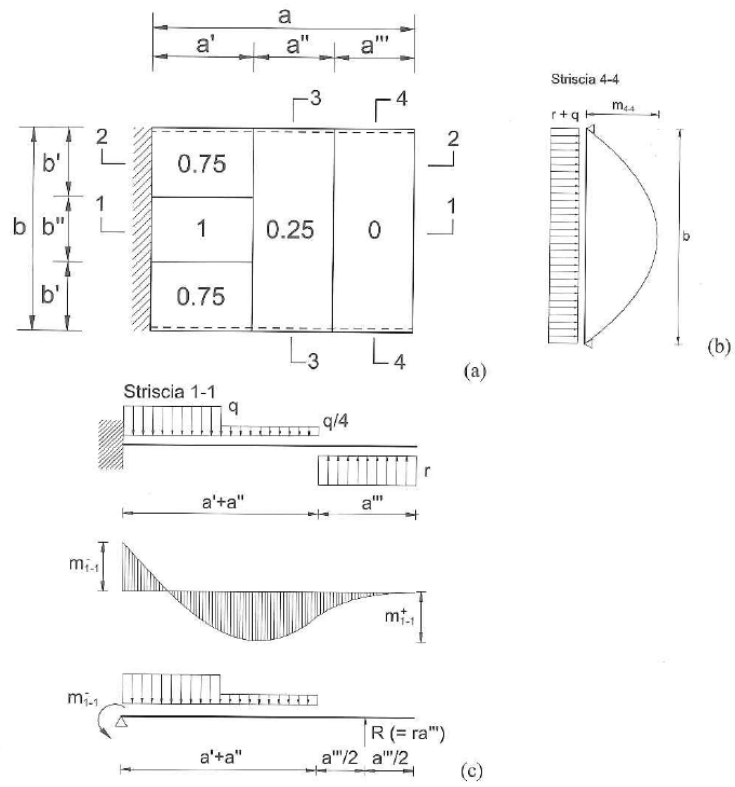 a
a' a'' a'''
3 4
2 2
b' 0.75
1 1
b b'' 1 0.25 0
b' 0.75
3 4
(a)
Striscia 4-4
r + q m4-4
b
(b)
Striscia 1-1
q
q/4
r
a'+a'' a'''
m⁻1-1
m⁺1-1
m⁻1-1
R (= ra''')
a'+a'' a'''/2 a'''/2
(c)